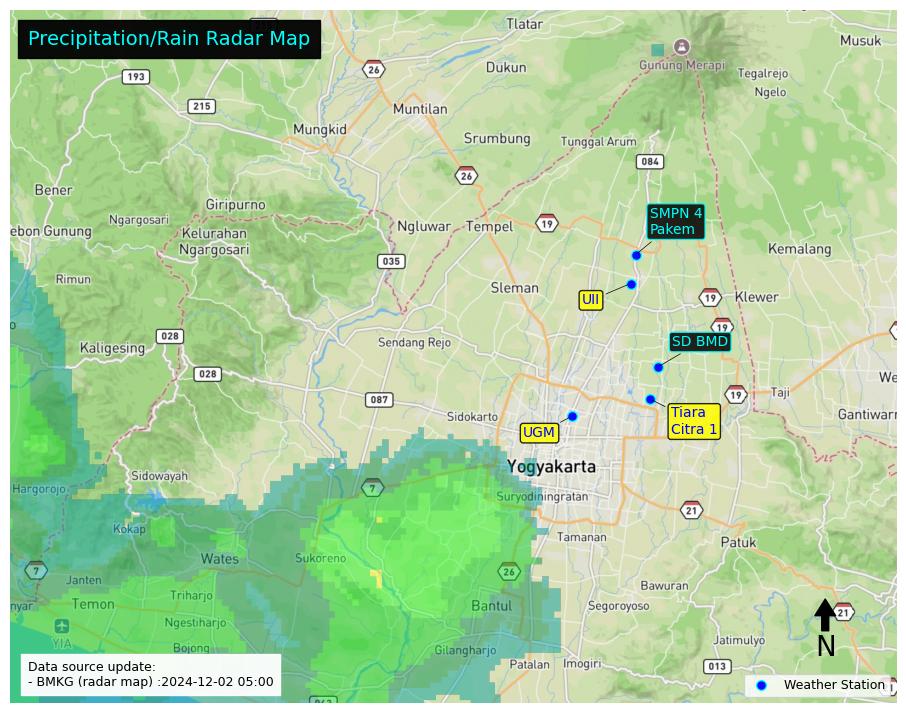 Precipitation/Rain Radar Map
Tlatar
Musuk
26
Gunung Merapi
193
Dukun
Tegalrejo
Ngelo
215
Muntilan
Mungkid
Srumbung
Tunggal Arum
084
26
Bener
Giripurno
Ngargosari
SMPN 4
Pakem
ebon Gunung
Kelurahan
Ngargosari
Ngluwar
Tempel
19
Kemalang
035
Rimun
Sleman
UII
19
Klewer
19
028
Kaligesing
Sendang Rejo
SD BMD
028
We
087
19
Taji
Sidokarto
UGM
Tiara
Citra 1
Gantiwarn
Yogyakarta
Sidowayah
Hargorojo
7
Suryodiningratan
21
Kokap
Tamanan
Patuk
Wates
Sukoreno
7
26
Janten
Bawuran
nyar
Temon
Triharjo
Bantul
Segoroyoso
21
Ngestiharjo
YIA
N
Jatimulyo
Bojong
Gilangharjo
Patalan
Imogiri
013
Data source update:
- BMKG (radar map) :2024-12-02 05:00
Weather Station